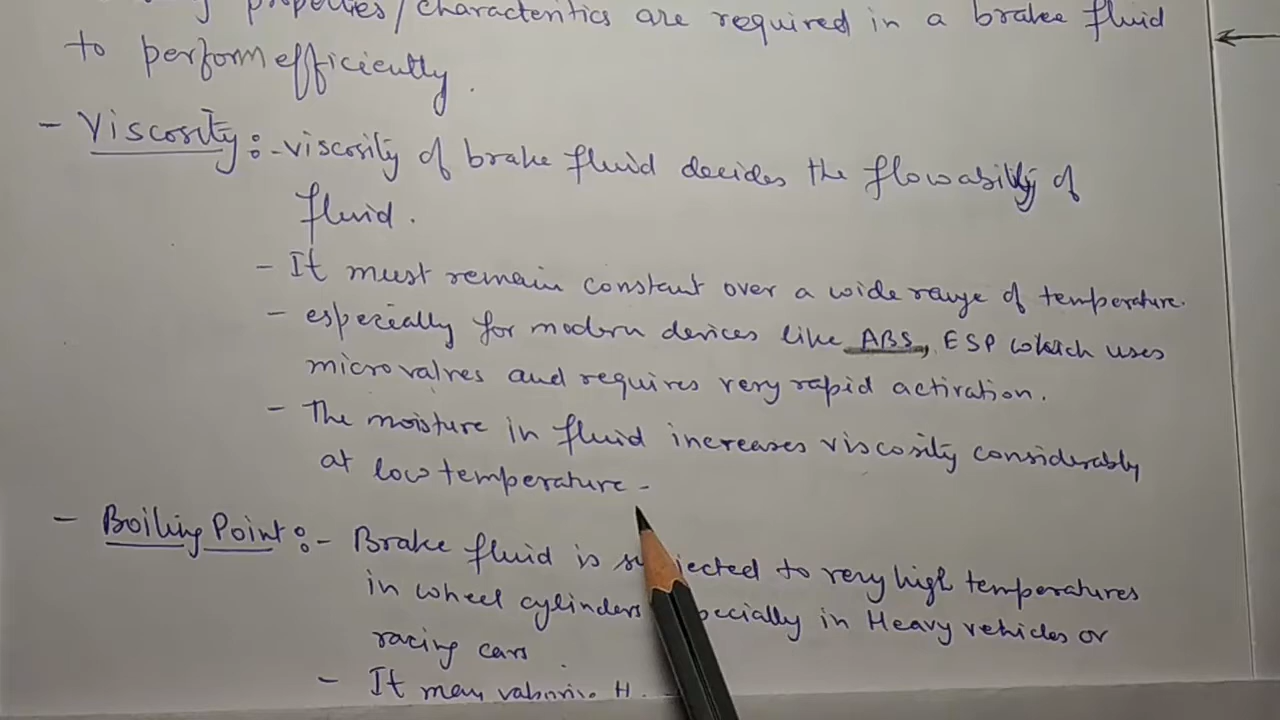 properties/characteritics are required in a brake fluid
to perform efficiently.
- Viscosity:- viscosity of brake fluid decides the flowability of
fluid.
- It must remain constant over a wide range of temperature.
- especially for modern devices like ABS, ESP which uses
microvalves and requires very rapid activation.
- The moisture in fluid increases viscosity considerably
at low temperature -
- Boiling Point:- Brake fluid is subjected to very high temperatures
in wheel cylinders especially in Heavy vehicles or
racing cars
- It may